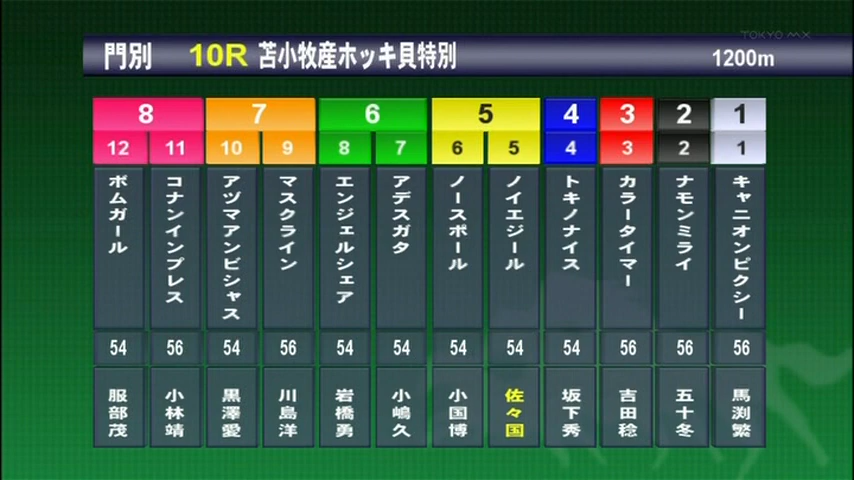 TOKYO MX
門別 10R 苫小牧産ホッキ貝特別 1200m
8 7 6 5 4 3 2 1
12 11 10 9 8 7 6 5 4 3 2 1
ボムガール
コナンインプレス
アヅマアンビシャス
マスクライン
エンジェルシェア
アデスガタ
ノースポール
ノイエジール
トキノナイス
カラータイマー
ナモンミライ
キャニオンピクシー
54 56 54 56 54 54 54 54 54 56 56 56
服部茂
小林靖
黒澤愛
川島洋
岩橋勇
小嶋久
小国博
佐々国
坂下秀
吉田稔
五十冬
馬渕繁